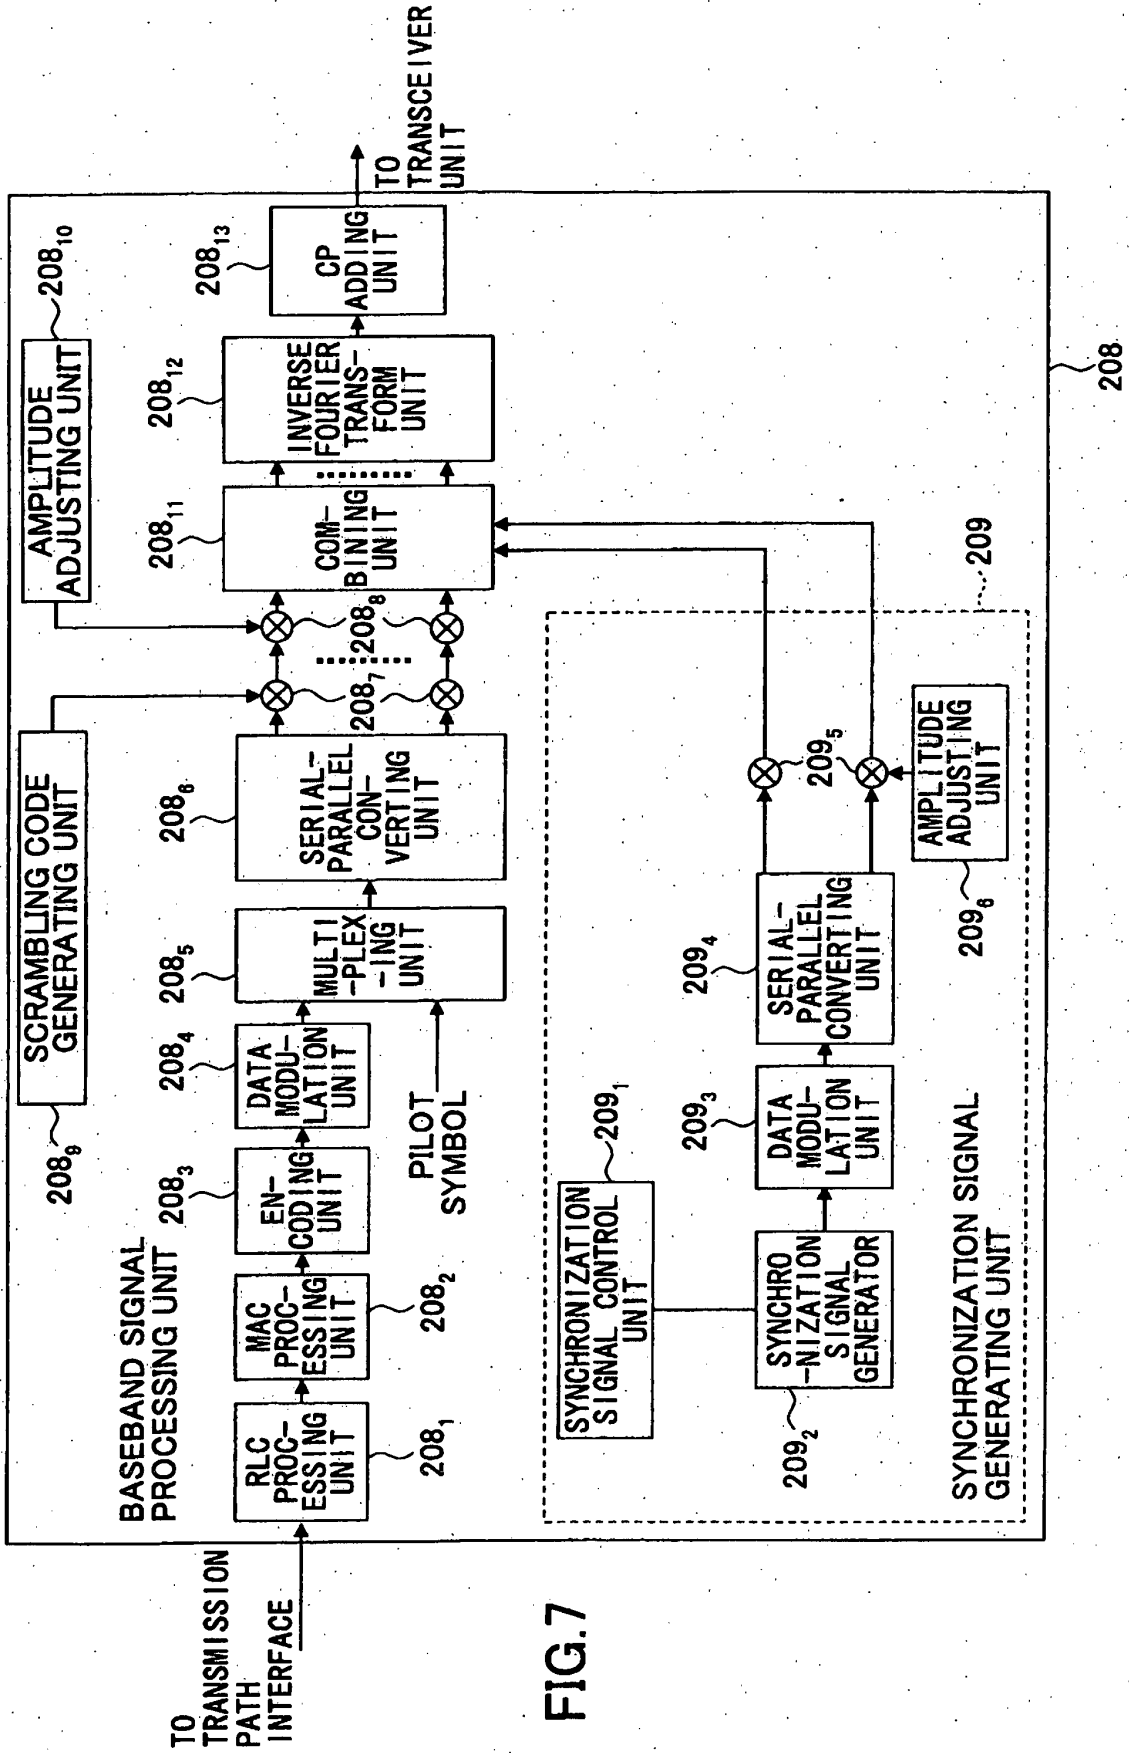 BASEBAND SIGNAL
PROCESSING UNIT
SCRAMBLING CODE
GENERATING UNIT
208₉
AMPLITUDE
ADJUSTING UNIT
208₁₀
TO
TRANSMISSION
PATH
INTERFACE
RLC
PROC-
ESSING
UNIT
208₁
MAC
PROC-
ESSING
UNIT
208₂
EN-
CODING
UNIT
208₃
DATA
MODU-
LATION
UNIT
208₄
PILOT
SYMBOL
MULTI
-PLEX
-ING
UNIT
208₅
SERIAL-
PARALLEL
CON-
VERTING
UNIT
208₆
208₇
208₈
COM-
BINING
UNIT
208₁₁
INVERSE
FOURIER
TRANS-
FORM
UNIT
208₁₂
CP
ADDING
UNIT
208₁₃
TO
TRANSCEIVER
UNIT
SYNCHRONIZATION
SIGNAL CONTROL
UNIT
209₁
SYNCHRO
-NIZATION
SIGNAL
GENERATOR
209₂
DATA
MODU-
LATION
UNIT
209₃
SERIAL-
PARALLEL
CONVERTING
UNIT
209₄
209₅
AMPLITUDE
ADJUSTING
UNIT
209₆
209
SYNCHRONIZATION SIGNAL
GENERATING UNIT
208
FIG.7